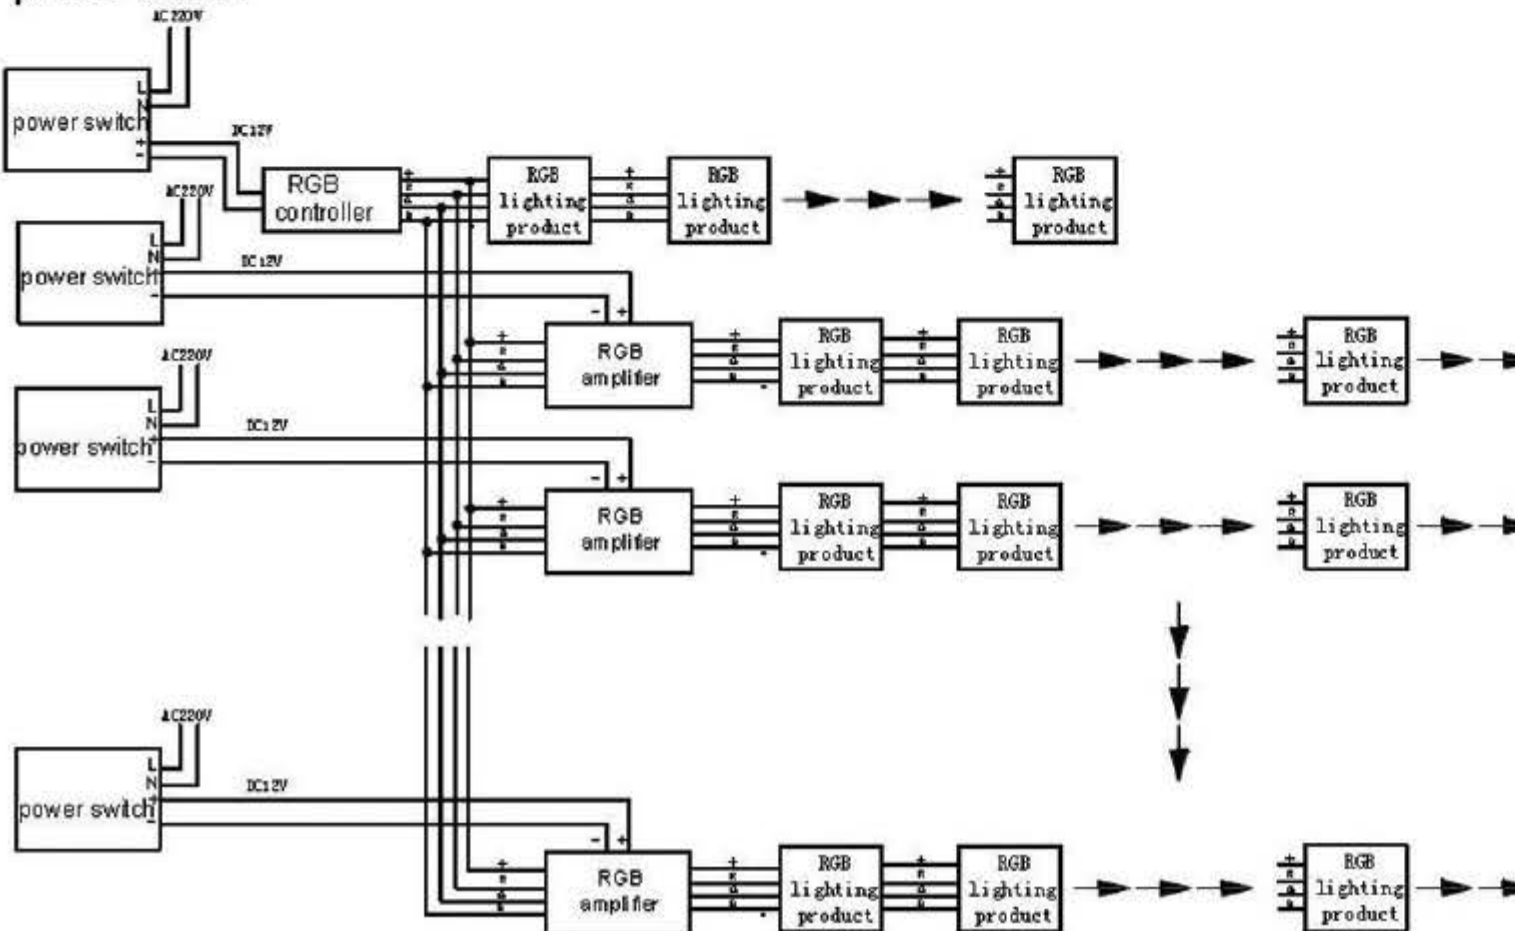 AC220V
L
N
power switch
+
-
DC12V
RGB
controller
+
R
RGB
lighting
product
+
R
RGB
lighting
product
+
RGB
lighting
product
AC220V
L
N
power switch
-
DC12V
- +
+
R
RGB
amplifier
+
R
RGB
lighting
product
+
R
RGB
lighting
product
+
RGB
lighting
product
AC220V
L
N
power switch
+
-
DC12V
- +
+
R
RGB
amplifier
+
R
RGB
lighting
product
+
R
RGB
lighting
product
+
RGB
lighting
product
AC220V
L
N
power switch
+
-
DC12V
- +
+
R
RGB
amplifier
+
R
RGB
lighting
product
+
R
RGB
lighting
product
+
RGB
lighting
product